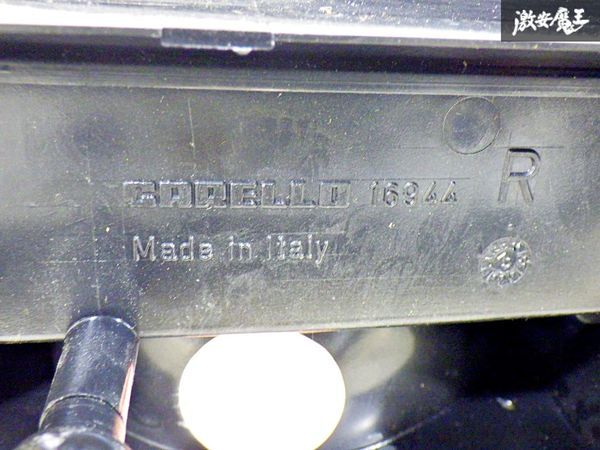 激安魔王
CARELLO 16944 R
Made in Italy